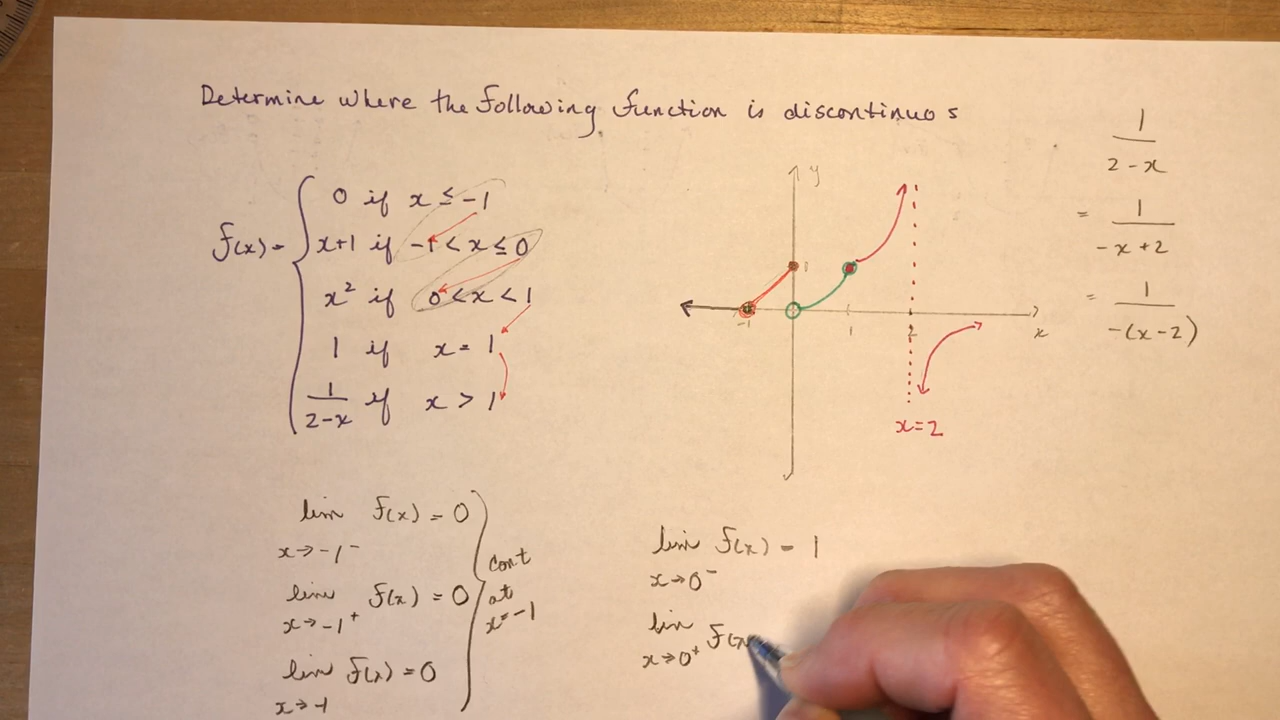 Determine where the following function is discontinuos
f(x) =
0 if x ≤ -1
x+1 if -1 < x ≤ 0
x² if 0 < x < 1
1 if x = 1
1/(2-x) if x > 1
y
1
-1
1
2
x
x=2
1/(2-x)
= 1/(-x+2)
= 1/(-(x-2))
lim f(x) = 0
x→-1⁻
lim f(x) = 0
x→-1⁺
lim f(x) = 0
x→-1
cont
at
x=-1
lim f(x) = 1
x→0⁻
lim f(x)
x→0⁺